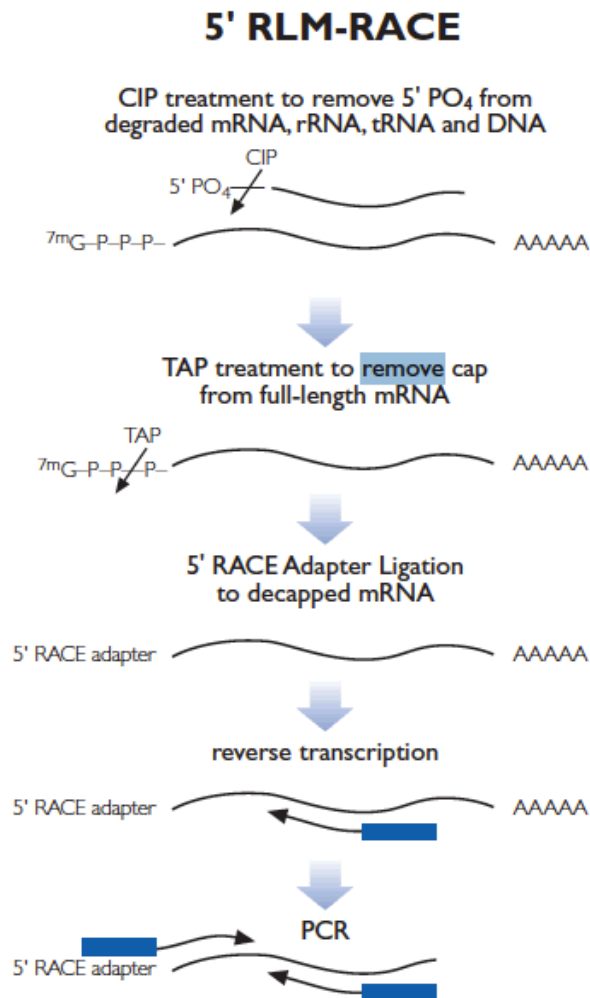 5' RLM-RACE
CIP treatment to remove 5' PO₄ from
degraded mRNA, rRNA, tRNA and DNA
CIP
5' PO₄
⁷ᵐG–P–P–P–
AAAAA
TAP treatment to remove cap
from full-length mRNA
TAP
⁷ᵐG–P–P–P–
AAAAA
5' RACE Adapter Ligation
to decapped mRNA
5' RACE adapter
AAAAA
reverse transcription
5' RACE adapter
AAAAA
PCR
5' RACE adapter